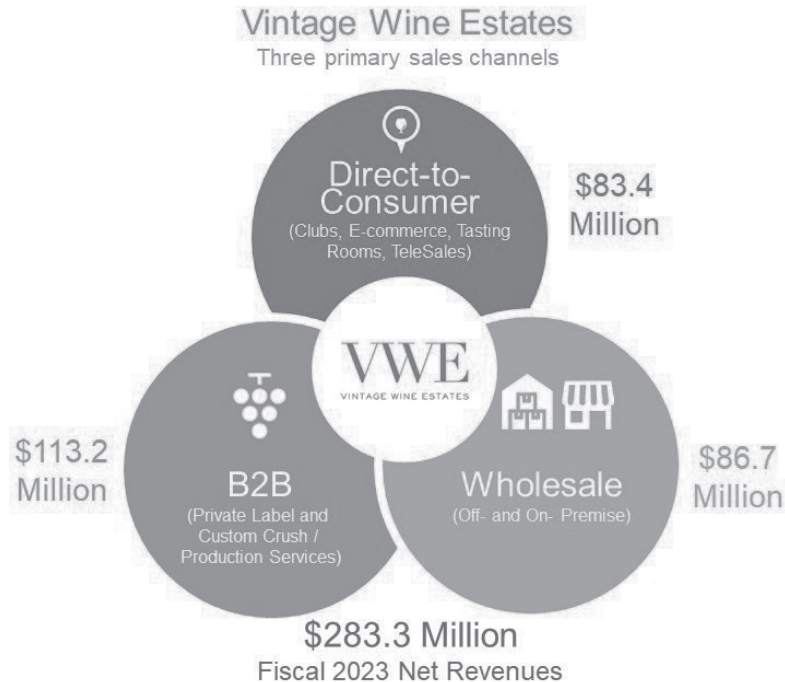 Vintage Wine Estates
Three primary sales channels
Direct-to-
Consumer
(Clubs, E-commerce, Tasting
Rooms, TeleSales)
$83.4
Million
VWE
VINTAGE WINE ESTATES
$113.2
Million
B2B
(Private Label and
Custom Crush /
Production Services)
Wholesale
(Off- and On- Premise)
$86.7
Million
$283.3 Million
Fiscal 2023 Net Revenues